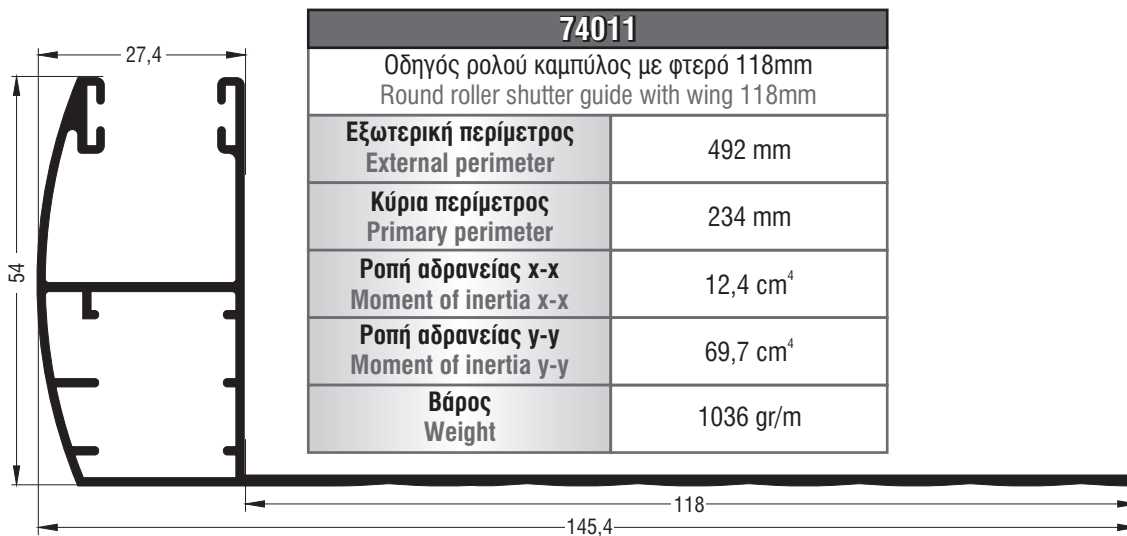 74011
Οδηγός ρολού καμπύλος με φτερό 118mm
Round roller shutter guide with wing 118mm
Εξωτερική περίμετρος
External perimeter
492 mm
Κύρια περίμετρος
Primary perimeter
234 mm
Ροπή αδρανείας x-x
Moment of inertia x-x
12,4 cm⁴
Ροπή αδρανείας y-y
Moment of inertia y-y
69,7 cm⁴
Βάρος
Weight
1036 gr/m
27,4
54
118
145,4